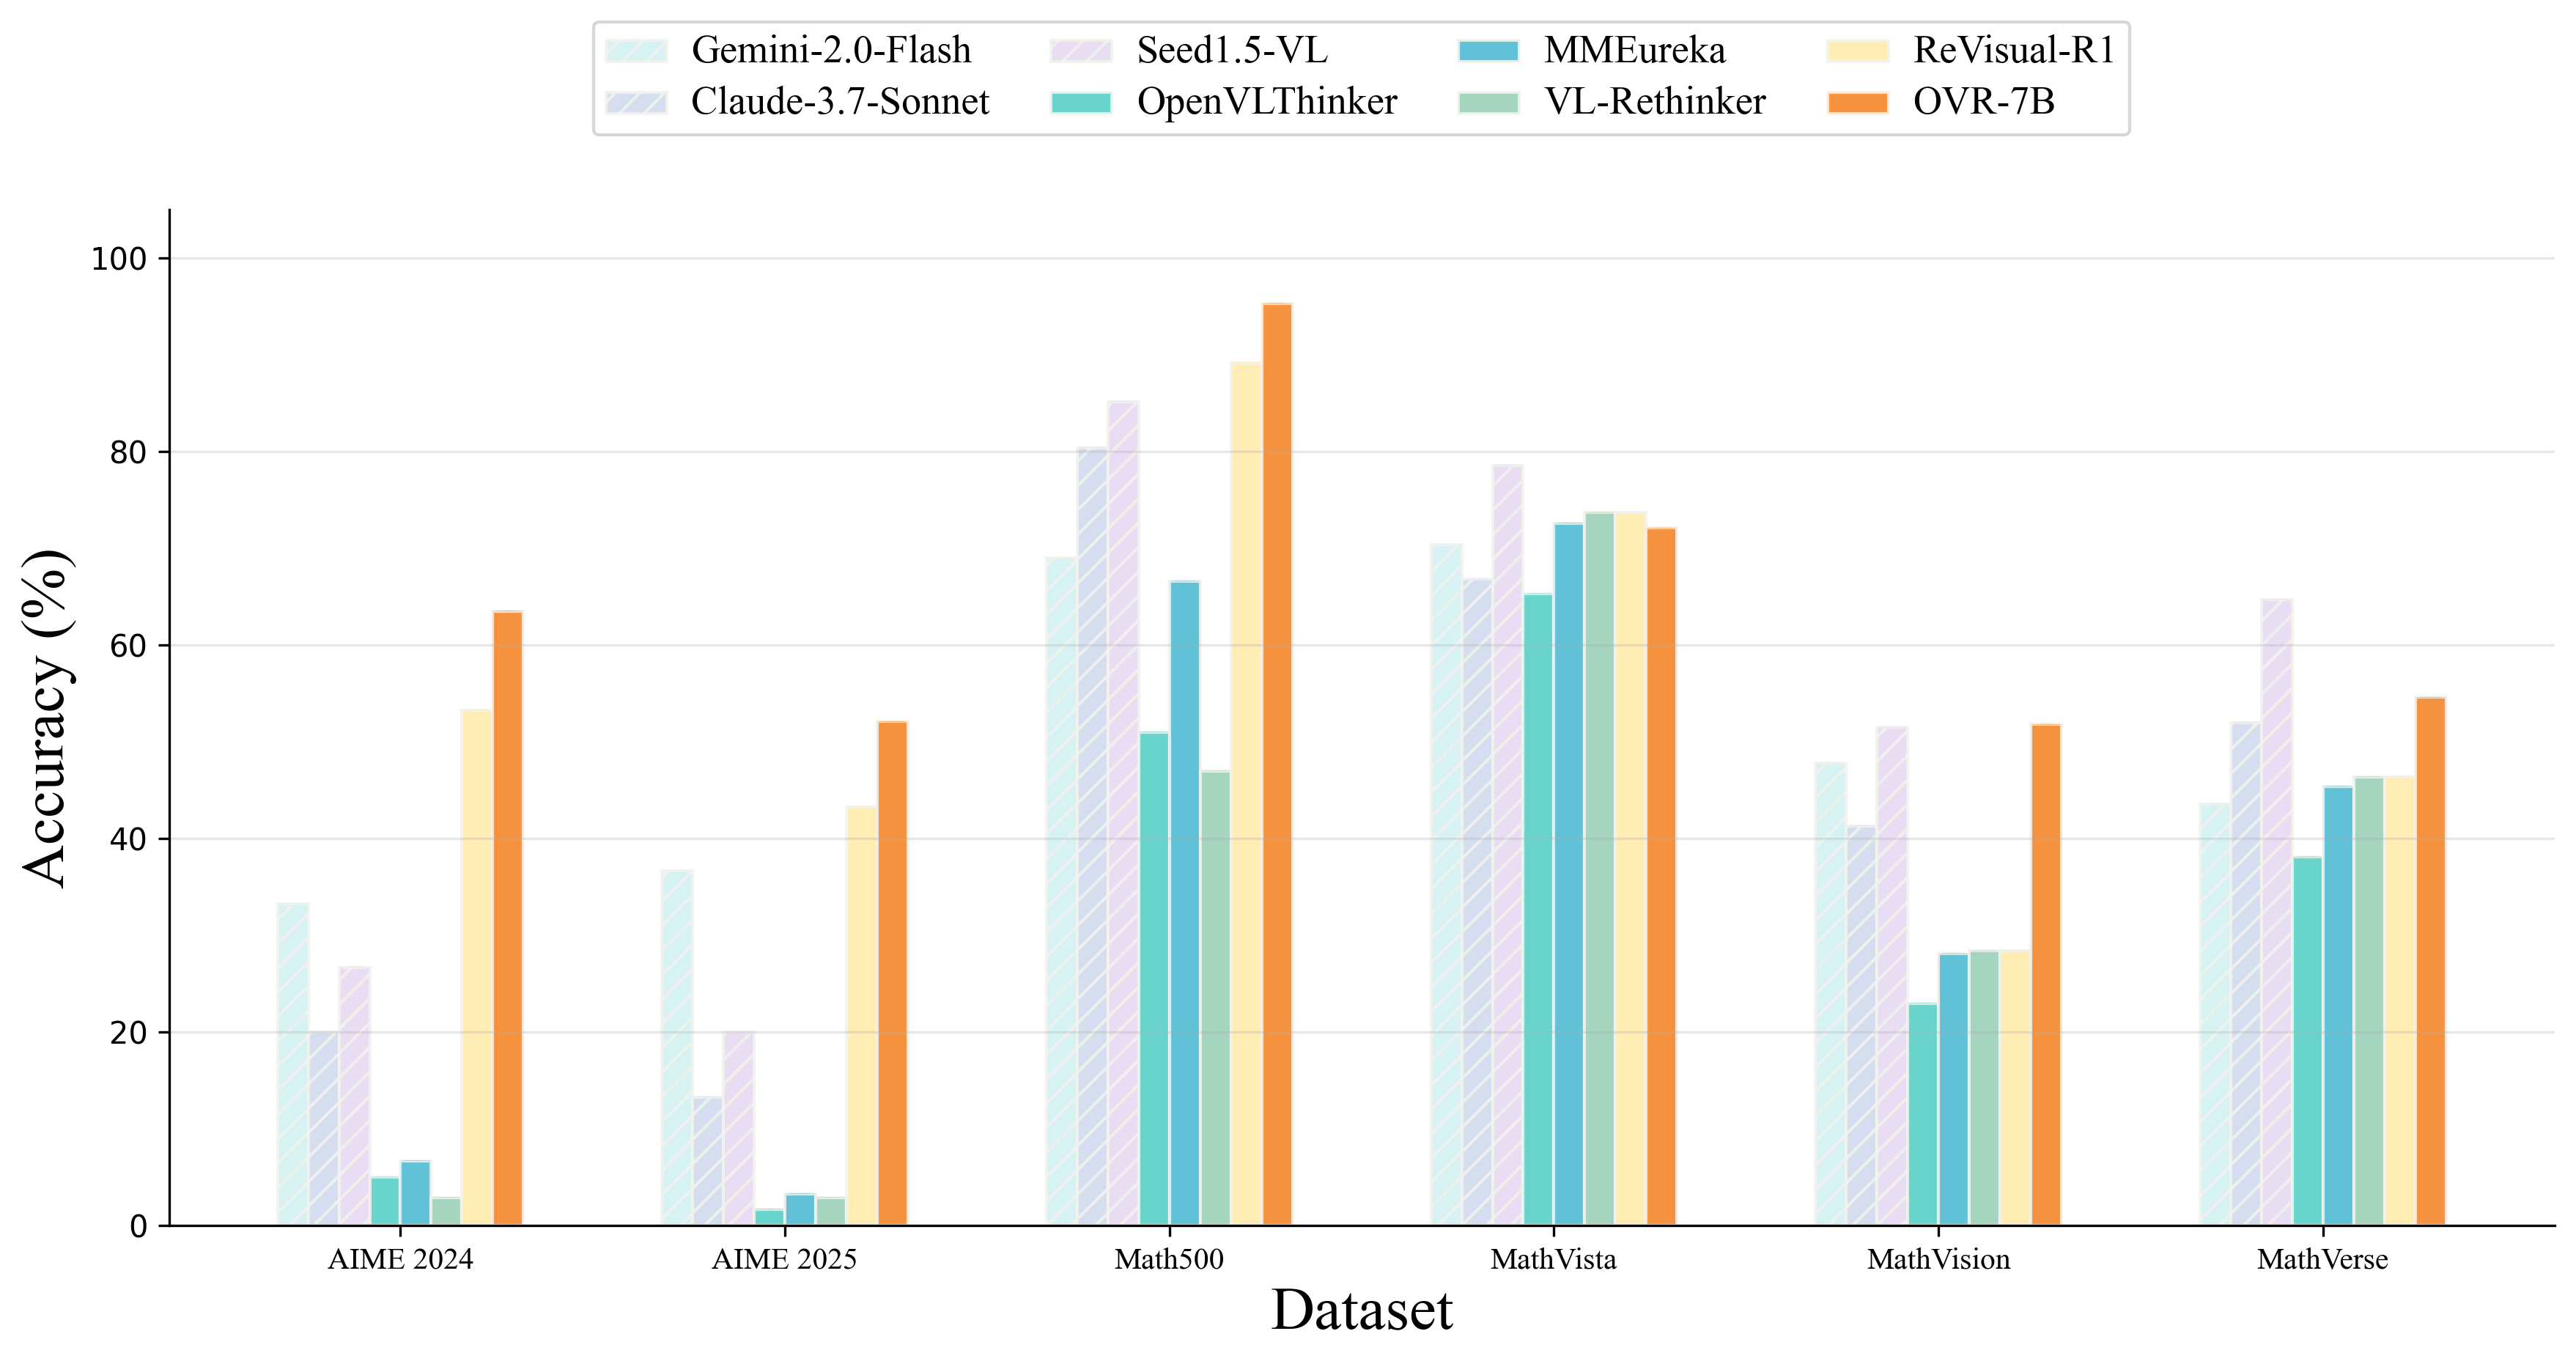 Gemini-2.0-Flash Seed1.5-VL MMEureka ReVisual-R1
Claude-3.7-Sonnet OpenVLThinker VL-Rethinker OVR-7B
Accuracy (%)
100
80
60
40
20
0
AIME 2024 AIME 2025 Math500 MathVista MathVision MathVerse
Dataset